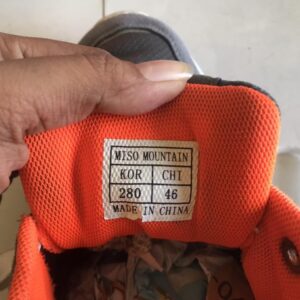 MISO MOUNTAIN
KOR CHI
280 46
MADE IN CHINA